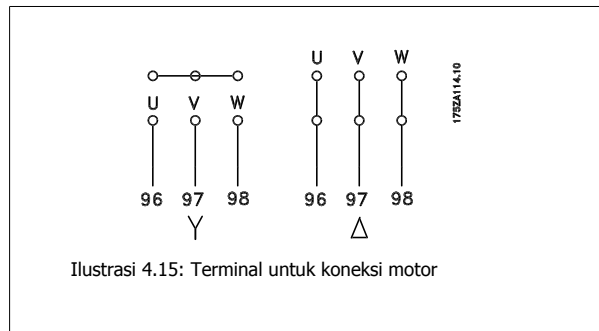 U V W
U V W
96 97 98
96 97 98
Y
Δ
175ZA114.10
Ilustrasi 4.15: Terminal untuk koneksi motor